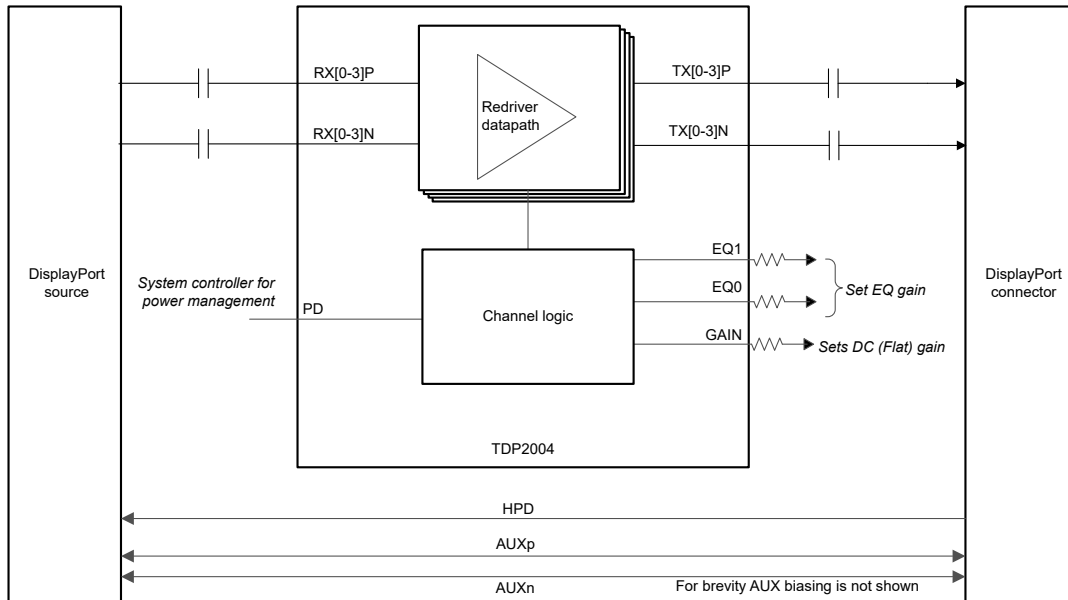 RX[0-3]P
TX[0-3]P
Redriver
datapath
RX[0-3]N
TX[0-3]N
DisplayPort
source
DisplayPort
connector
System controller for
power management
PD
Channel logic
EQ1
EQ0
Set EQ gain
GAIN
Sets DC (Flat) gain
TDP2004
HPD
AUXp
AUXn
For brevity AUX biasing is not shown